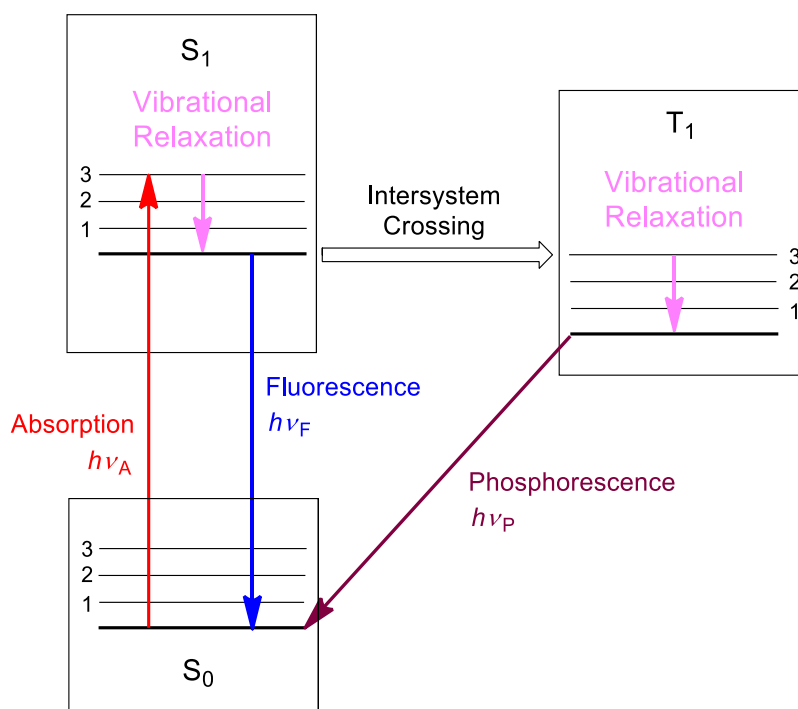 S₁
Vibrational
Relaxation
3
2
1
Intersystem
Crossing
T₁
Vibrational
Relaxation
3
2
1
Absorption
hνA
Fluorescence
hνF
Phosphorescence
hνP
3
2
1
S₀